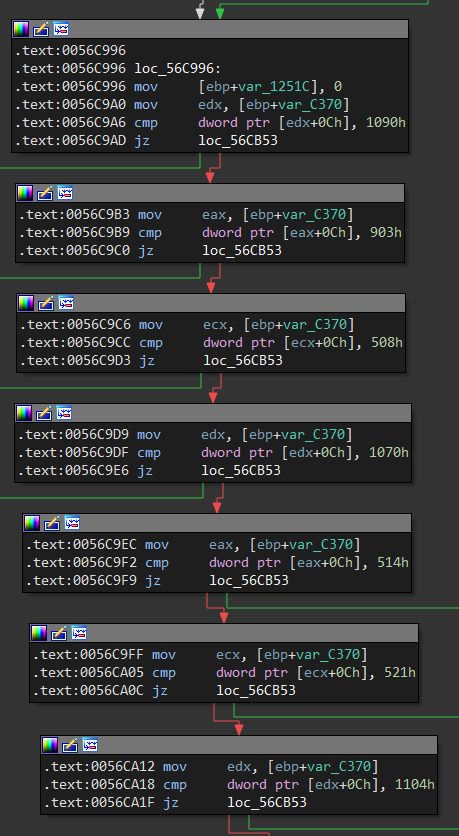 .text:0056C996
.text:0056C996 loc_56C996:
.text:0056C996 mov [ebp+var_1251C], 0
.text:0056C9A0 mov edx, [ebp+var_C370]
.text:0056C9A6 cmp dword ptr [edx+0Ch], 1090h
.text:0056C9AD jz loc_56CB53
.text:0056C9B3 mov eax, [ebp+var_C370]
.text:0056C9B9 cmp dword ptr [eax+0Ch], 903h
.text:0056C9C0 jz loc_56CB53
.text:0056C9C6 mov ecx, [ebp+var_C370]
.text:0056C9CC cmp dword ptr [ecx+0Ch], 508h
.text:0056C9D3 jz loc_56CB53
.text:0056C9D9 mov edx, [ebp+var_C370]
.text:0056C9DF cmp dword ptr [edx+0Ch], 1070h
.text:0056C9E6 jz loc_56CB53
.text:0056C9EC mov eax, [ebp+var_C370]
.text:0056C9F2 cmp dword ptr [eax+0Ch], 514h
.text:0056C9F9 jz loc_56CB53
.text:0056C9FF mov ecx, [ebp+var_C370]
.text:0056CA05 cmp dword ptr [ecx+0Ch], 521h
.text:0056CA0C jz loc_56CB53
.text:0056CA12 mov edx, [ebp+var_C370]
.text:0056CA18 cmp dword ptr [edx+0Ch], 1104h
.text:0056CA1F jz loc_56CB53